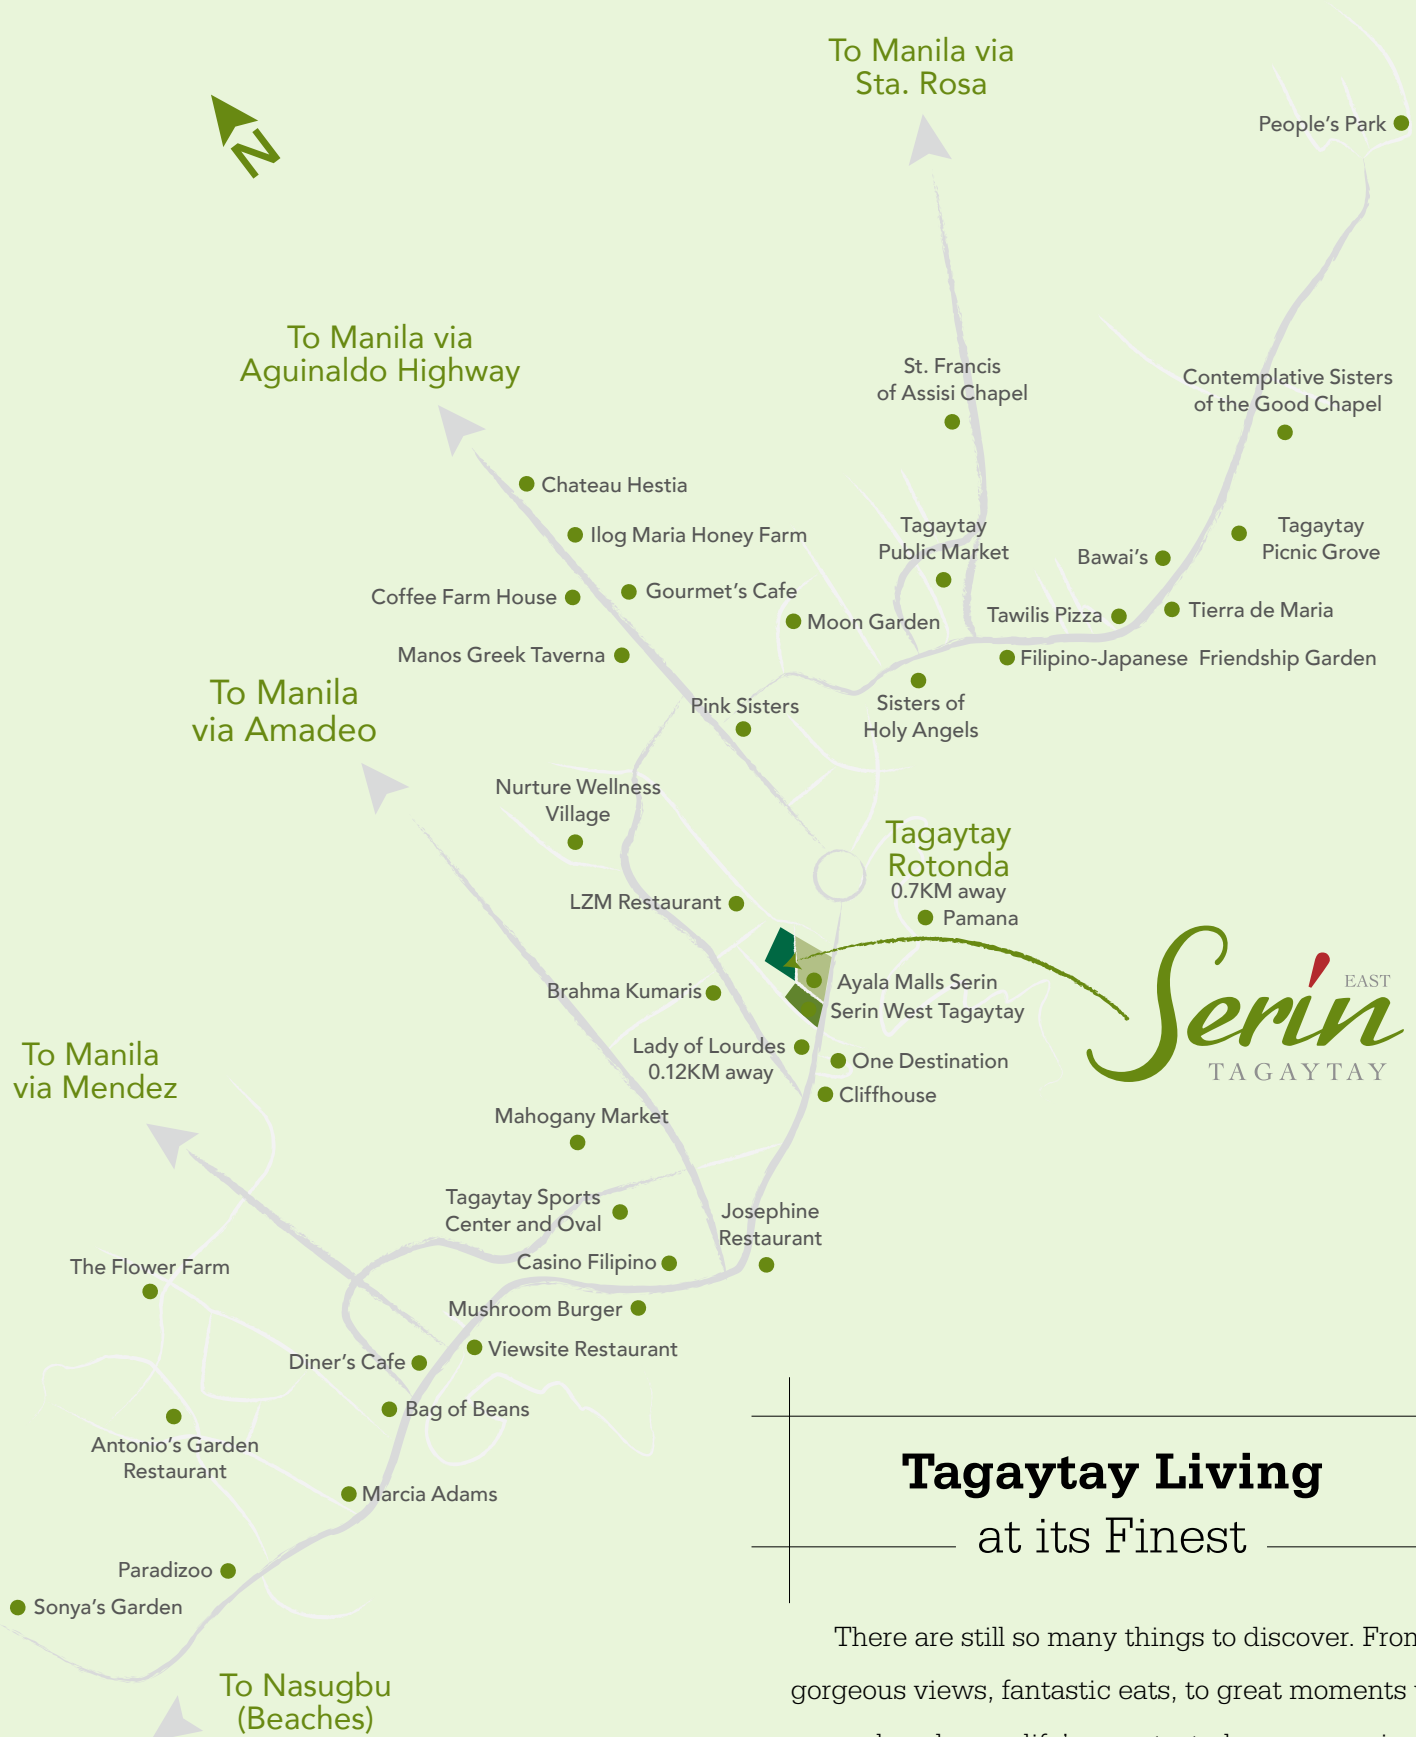 To Manila via
Sta. Rosa
N
People's Park
To Manila via
Aguinaldo Highway
St. Francis
of Assisi Chapel
Contemplative Sisters
of the Good Chapel
Chateau Hestia
Ilog Maria Honey Farm
Tagaytay
Public Market
Tagaytay
Picnic Grove
Bawai's
Coffee Farm House
Gourmet's Cafe
Moon Garden
Tawilis Pizza
Tierra de Maria
Manos Greek Taverna
Filipino-Japanese Friendship Garden
To Manila
via Amadeo
Pink Sisters
Sisters of
Holy Angels
Nurture Wellness
Village
Tagaytay
Rotonda
0.7KM away
LZM Restaurant
Pamana
Brahma Kumaris
Ayala Malls Serin
Serin West Tagaytay
Serin
EAST
TAGAYTAY
Lady of Lourdes
0.12KM away
One Destination
Cliffhouse
To Manila
via Mendez
Mahogany Market
Tagaytay Sports
Center and Oval
Josephine
Restaurant
Casino Filipino
The Flower Farm
Mushroom Burger
Viewsite Restaurant
Diner's Cafe
Bag of Beans
Antonio's Garden
Restaurant
Marcia Adams
Paradizoo
Sonya's Garden
To Nasugbu
(Beaches)
Tagaytay Living
at its Finest
There are still so many things to discover. From
gorgeous views, fantastic eats, to great moments